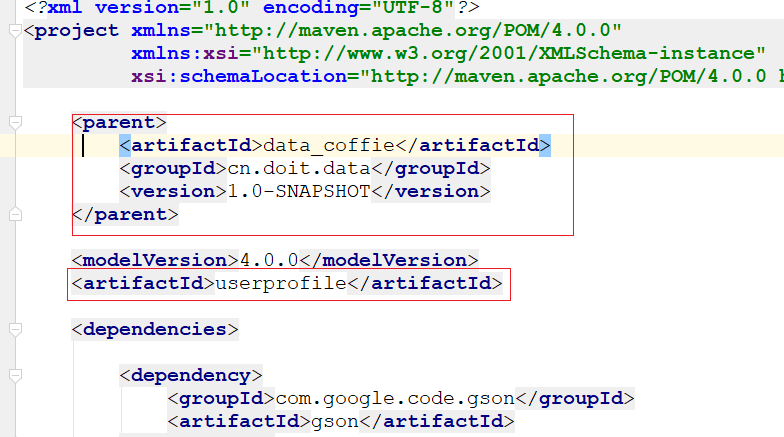 <?xml version="1.0" encoding="UTF-8"?>
<project xmlns="http://maven.apache.org/POM/4.0.0"
xmlns:xsi="http://www.w3.org/2001/XMLSchema-instance"
xsi:schemaLocation="http://maven.apache.org/POM/4.0.0 h
<parent>
<artifactId>data_coffie</artifactId>
<groupId>cn.doit.data</groupId>
<version>1.0-SNAPSHOT</version>
</parent>
<modelVersion>4.0.0</modelVersion>
<artifactId>userprofile</artifactId>
<dependencies>
<dependency>
<groupId>com.google.code.gson</groupId>
<artifactId>gson</artifactId>